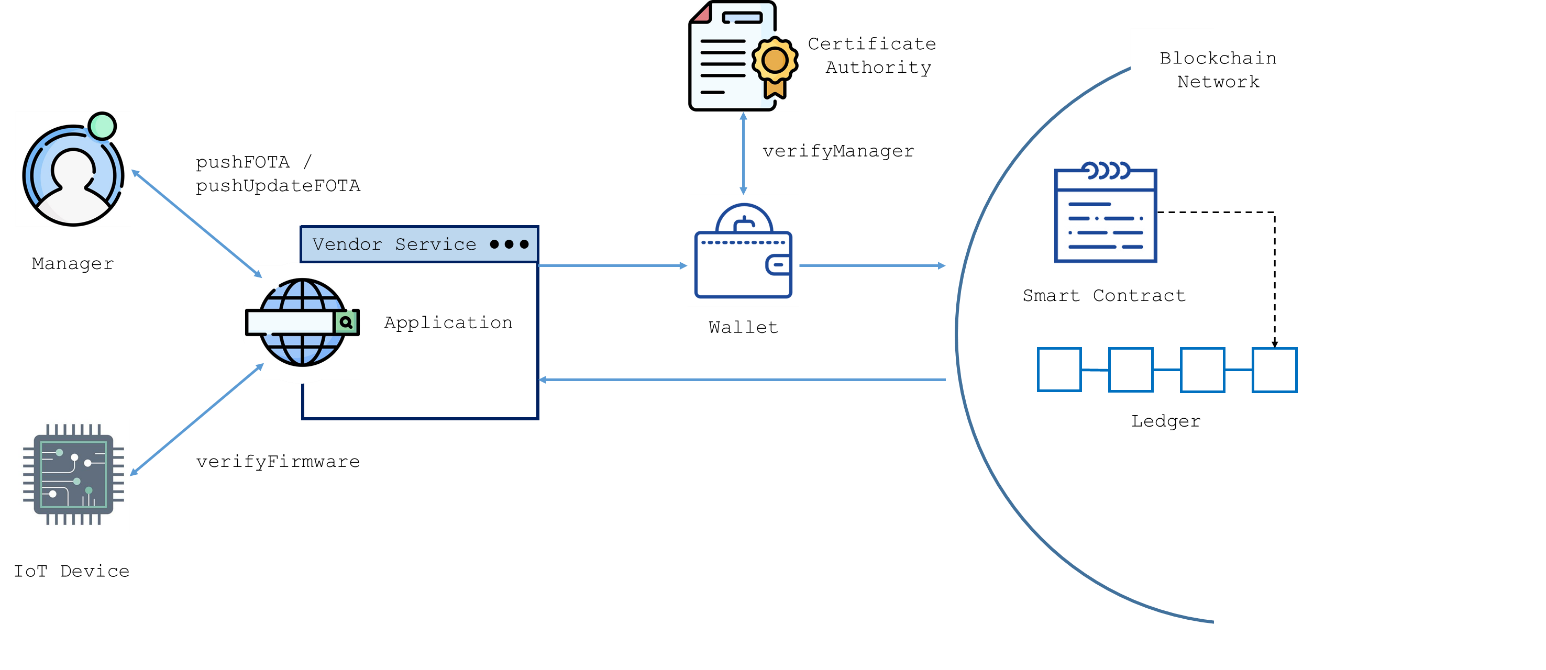 Certificate
Authority
Blockchain
Network
verifyManager
pushFOTA /
pushUpdateFOTA
Vendor Service
Manager
Smart Contract
Application
Wallet
Ledger
verifyFirmware
IoT Device